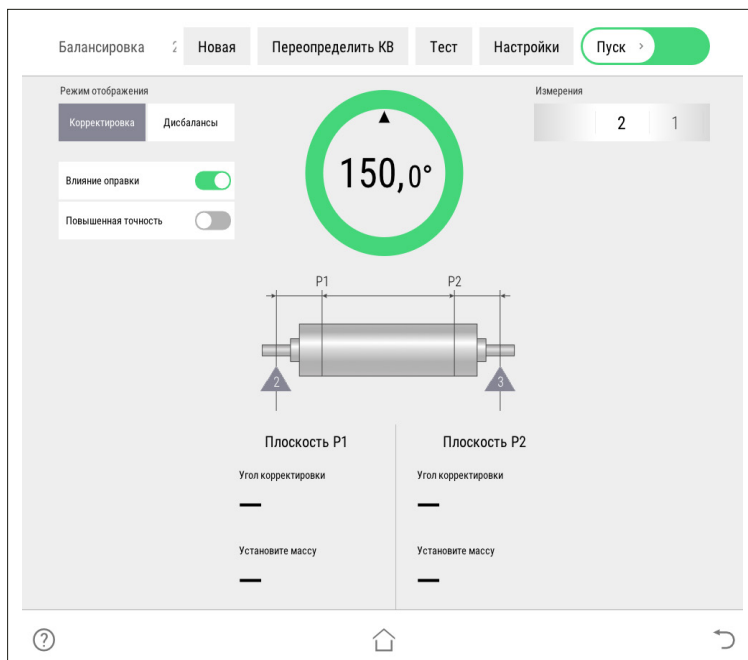 Балансировка 2 Новая Переопределить КВ Тест Настройки Пуск
Режим отображения
Измерения
Корректировка Дисбалансы
2 1
Влияние оправки
150,0°
Повышенная точность
P1 P2
2 3
Плоскость P1 Плоскость P2
Угол корректировки Угол корректировки
—  —
Установите массу Установите массу
—  —
?